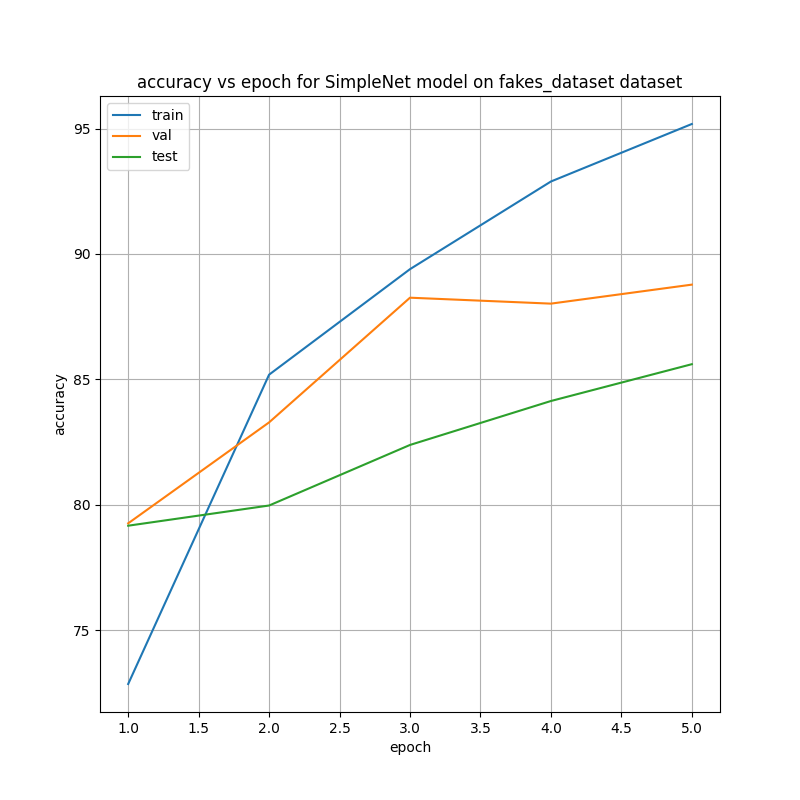 accuracy vs epoch for SimpleNet model on fakes_dataset dataset
train
val
test
95
90
85
80
75
accuracy
1.0 1.5 2.0 2.5 3.0 3.5 4.0 4.5 5.0
epoch